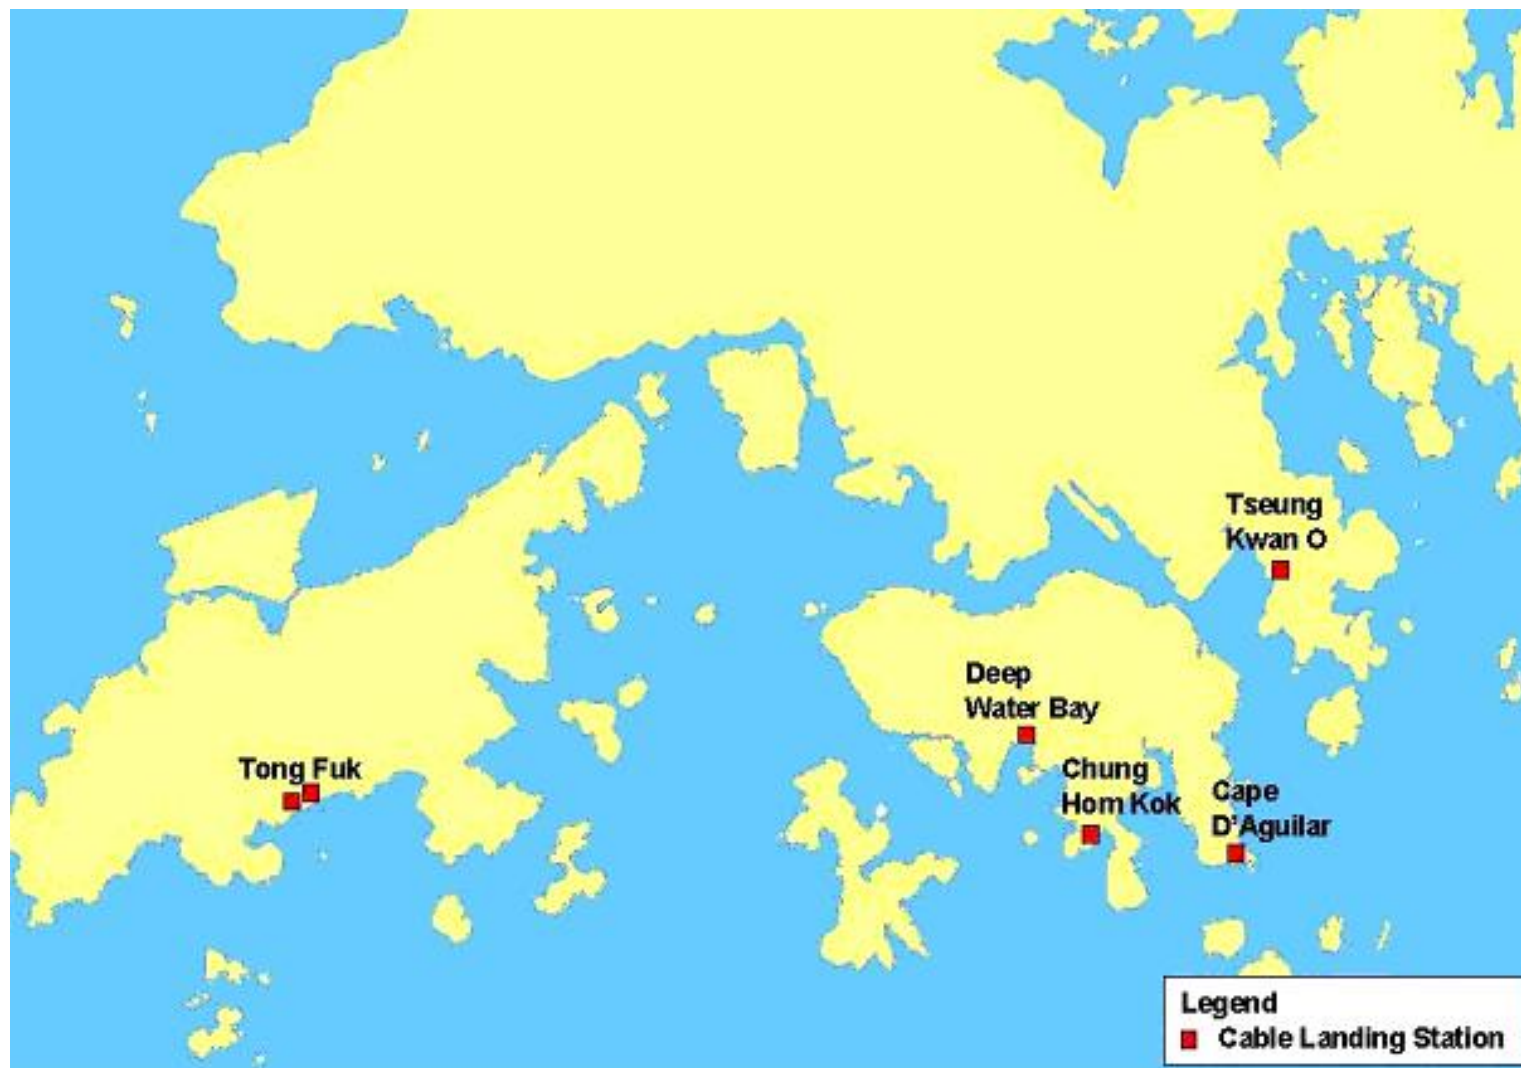 Tseung
Kwan O
Deep
Water Bay
Tong Fuk
Chung
Hom Kok
Cape
D'Aguilar
Legend
Cable Landing Station